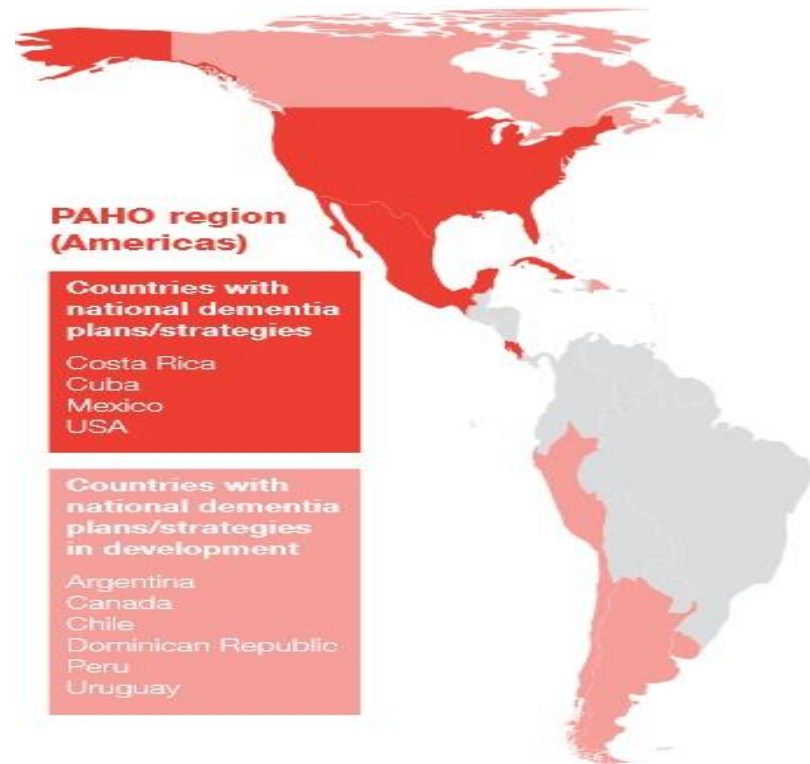 PAHO region
(Americas)
Countries with
national dementia
plans/strategies
Costa Rica
Cuba
Mexico
USA
Countries with
national dementia
plans/strategies
in development
Argentina
Canada
Chile
Dominican Republic
Peru
Uruguay